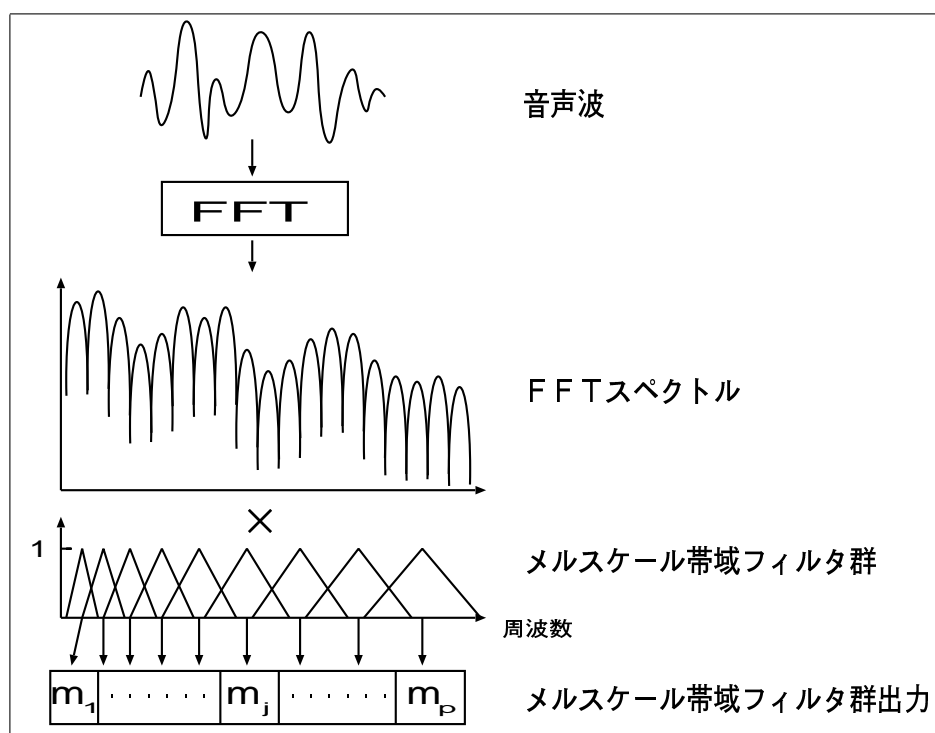 音声波
FFT
FFTスペクトル
×
1
メルスケール帯域フィルタ群
周波数
m₁ ······ mⱼ ······ mₚ
メルスケール帯域フィルタ群出力